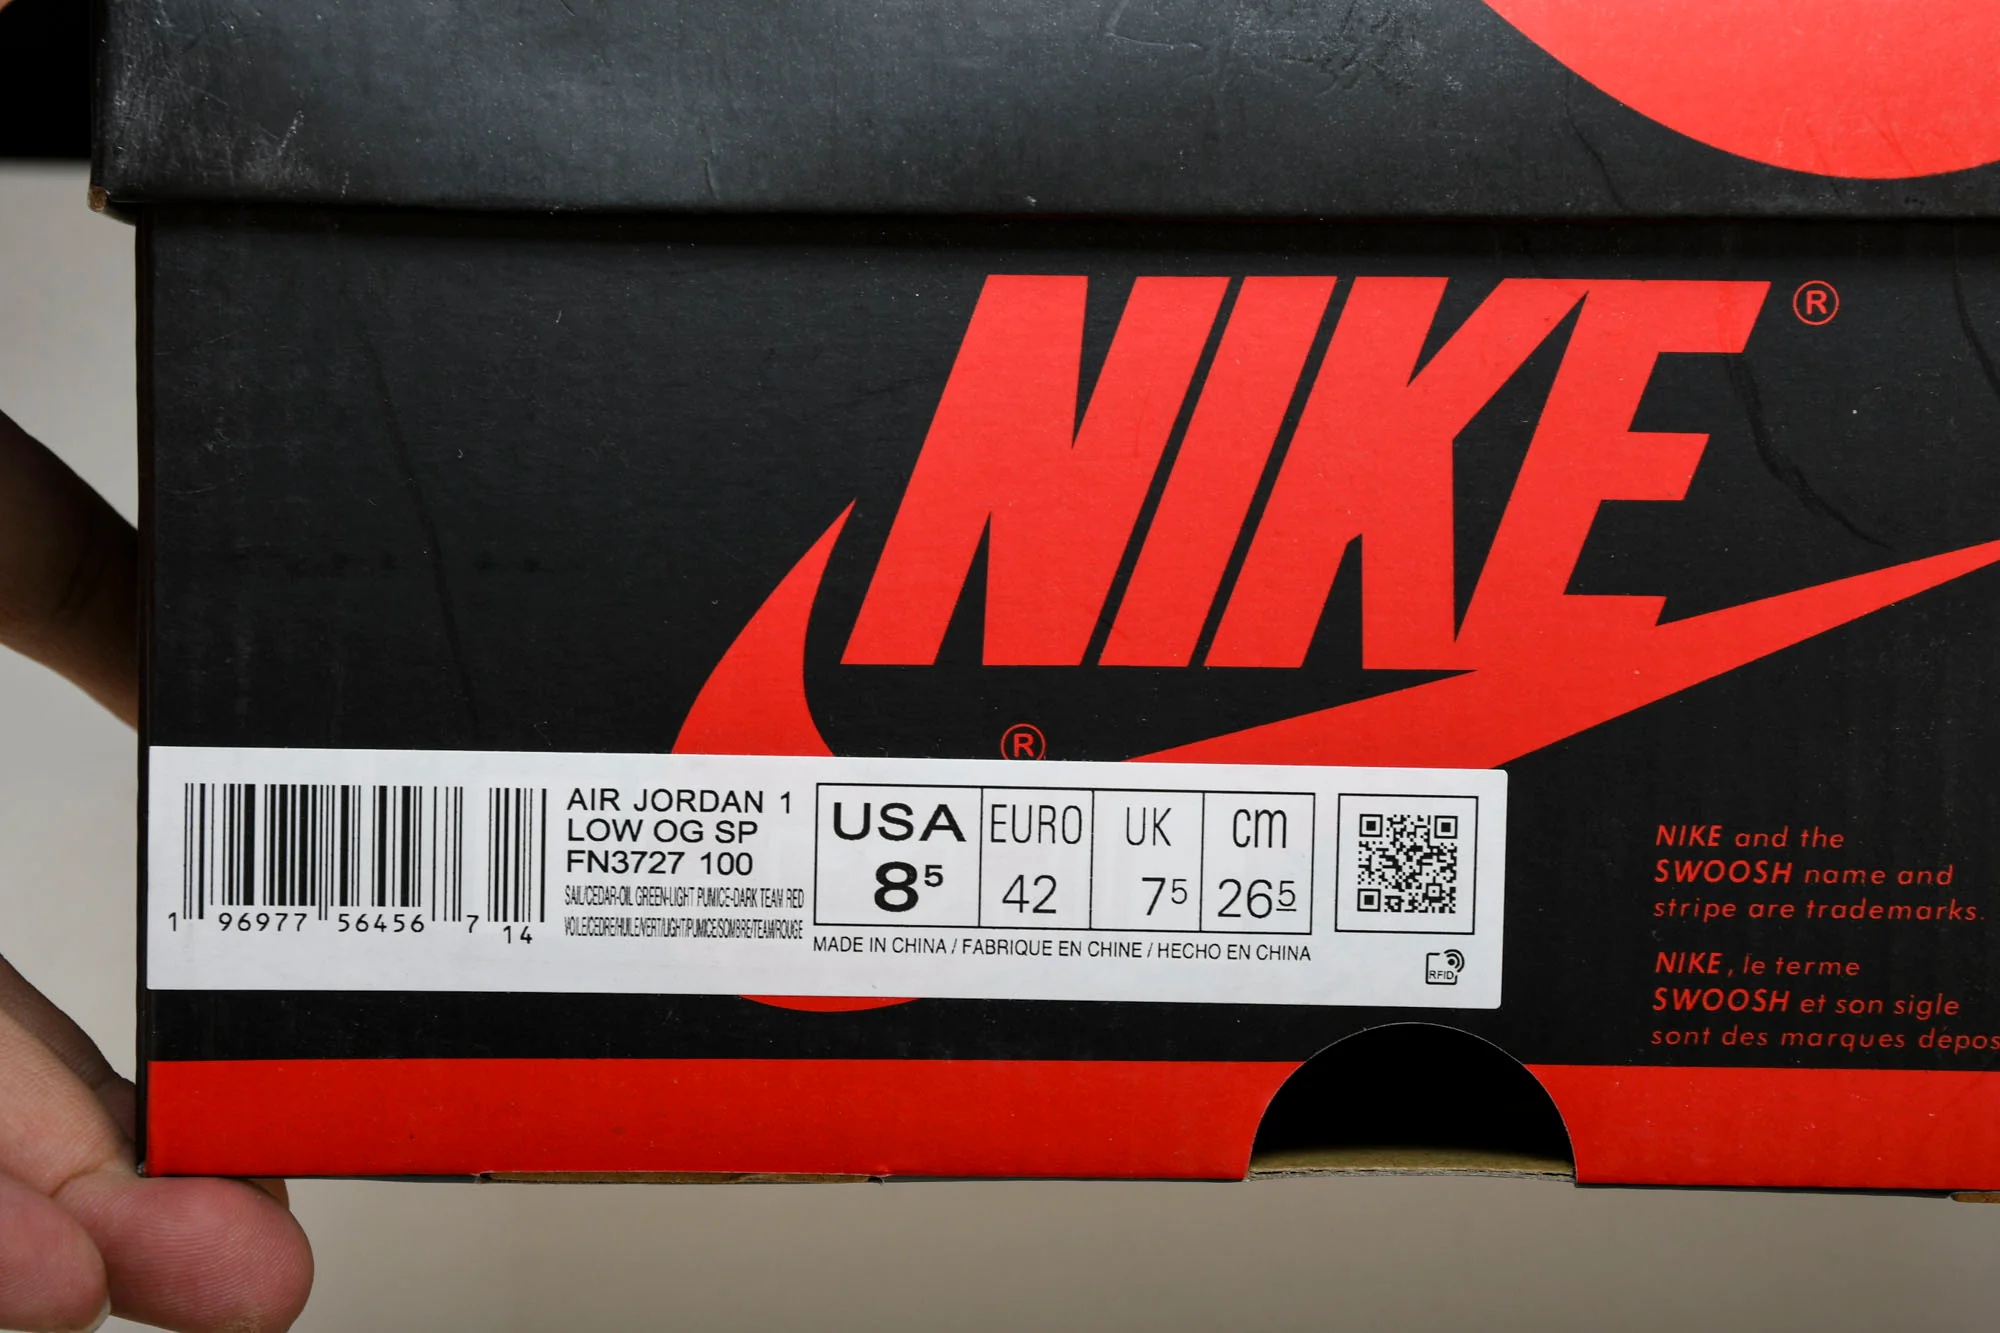 NIKE ®
®
AIR JORDAN 1
LOW OG SP
FN3727 100
SAIL/CEDAR-OIL GREEN-LIGHT PUMICE-DARK TEAM RED
VOILE/CEDRE/HUILE/VERT/LIGHT/PUMICE/SOMBRE/TEAM/ROUGE
1 96977 56456 7
14
USA EURO UK cm
8⁵ 42 7⁵ 26⁵
MADE IN CHINA / FABRIQUE EN CHINE / HECHO EN CHINA
RFID
NIKE and the
SWOOSH name and
stripe are trademarks.
NIKE, le terme
SWOOSH et son sigle
sont des marques dépos